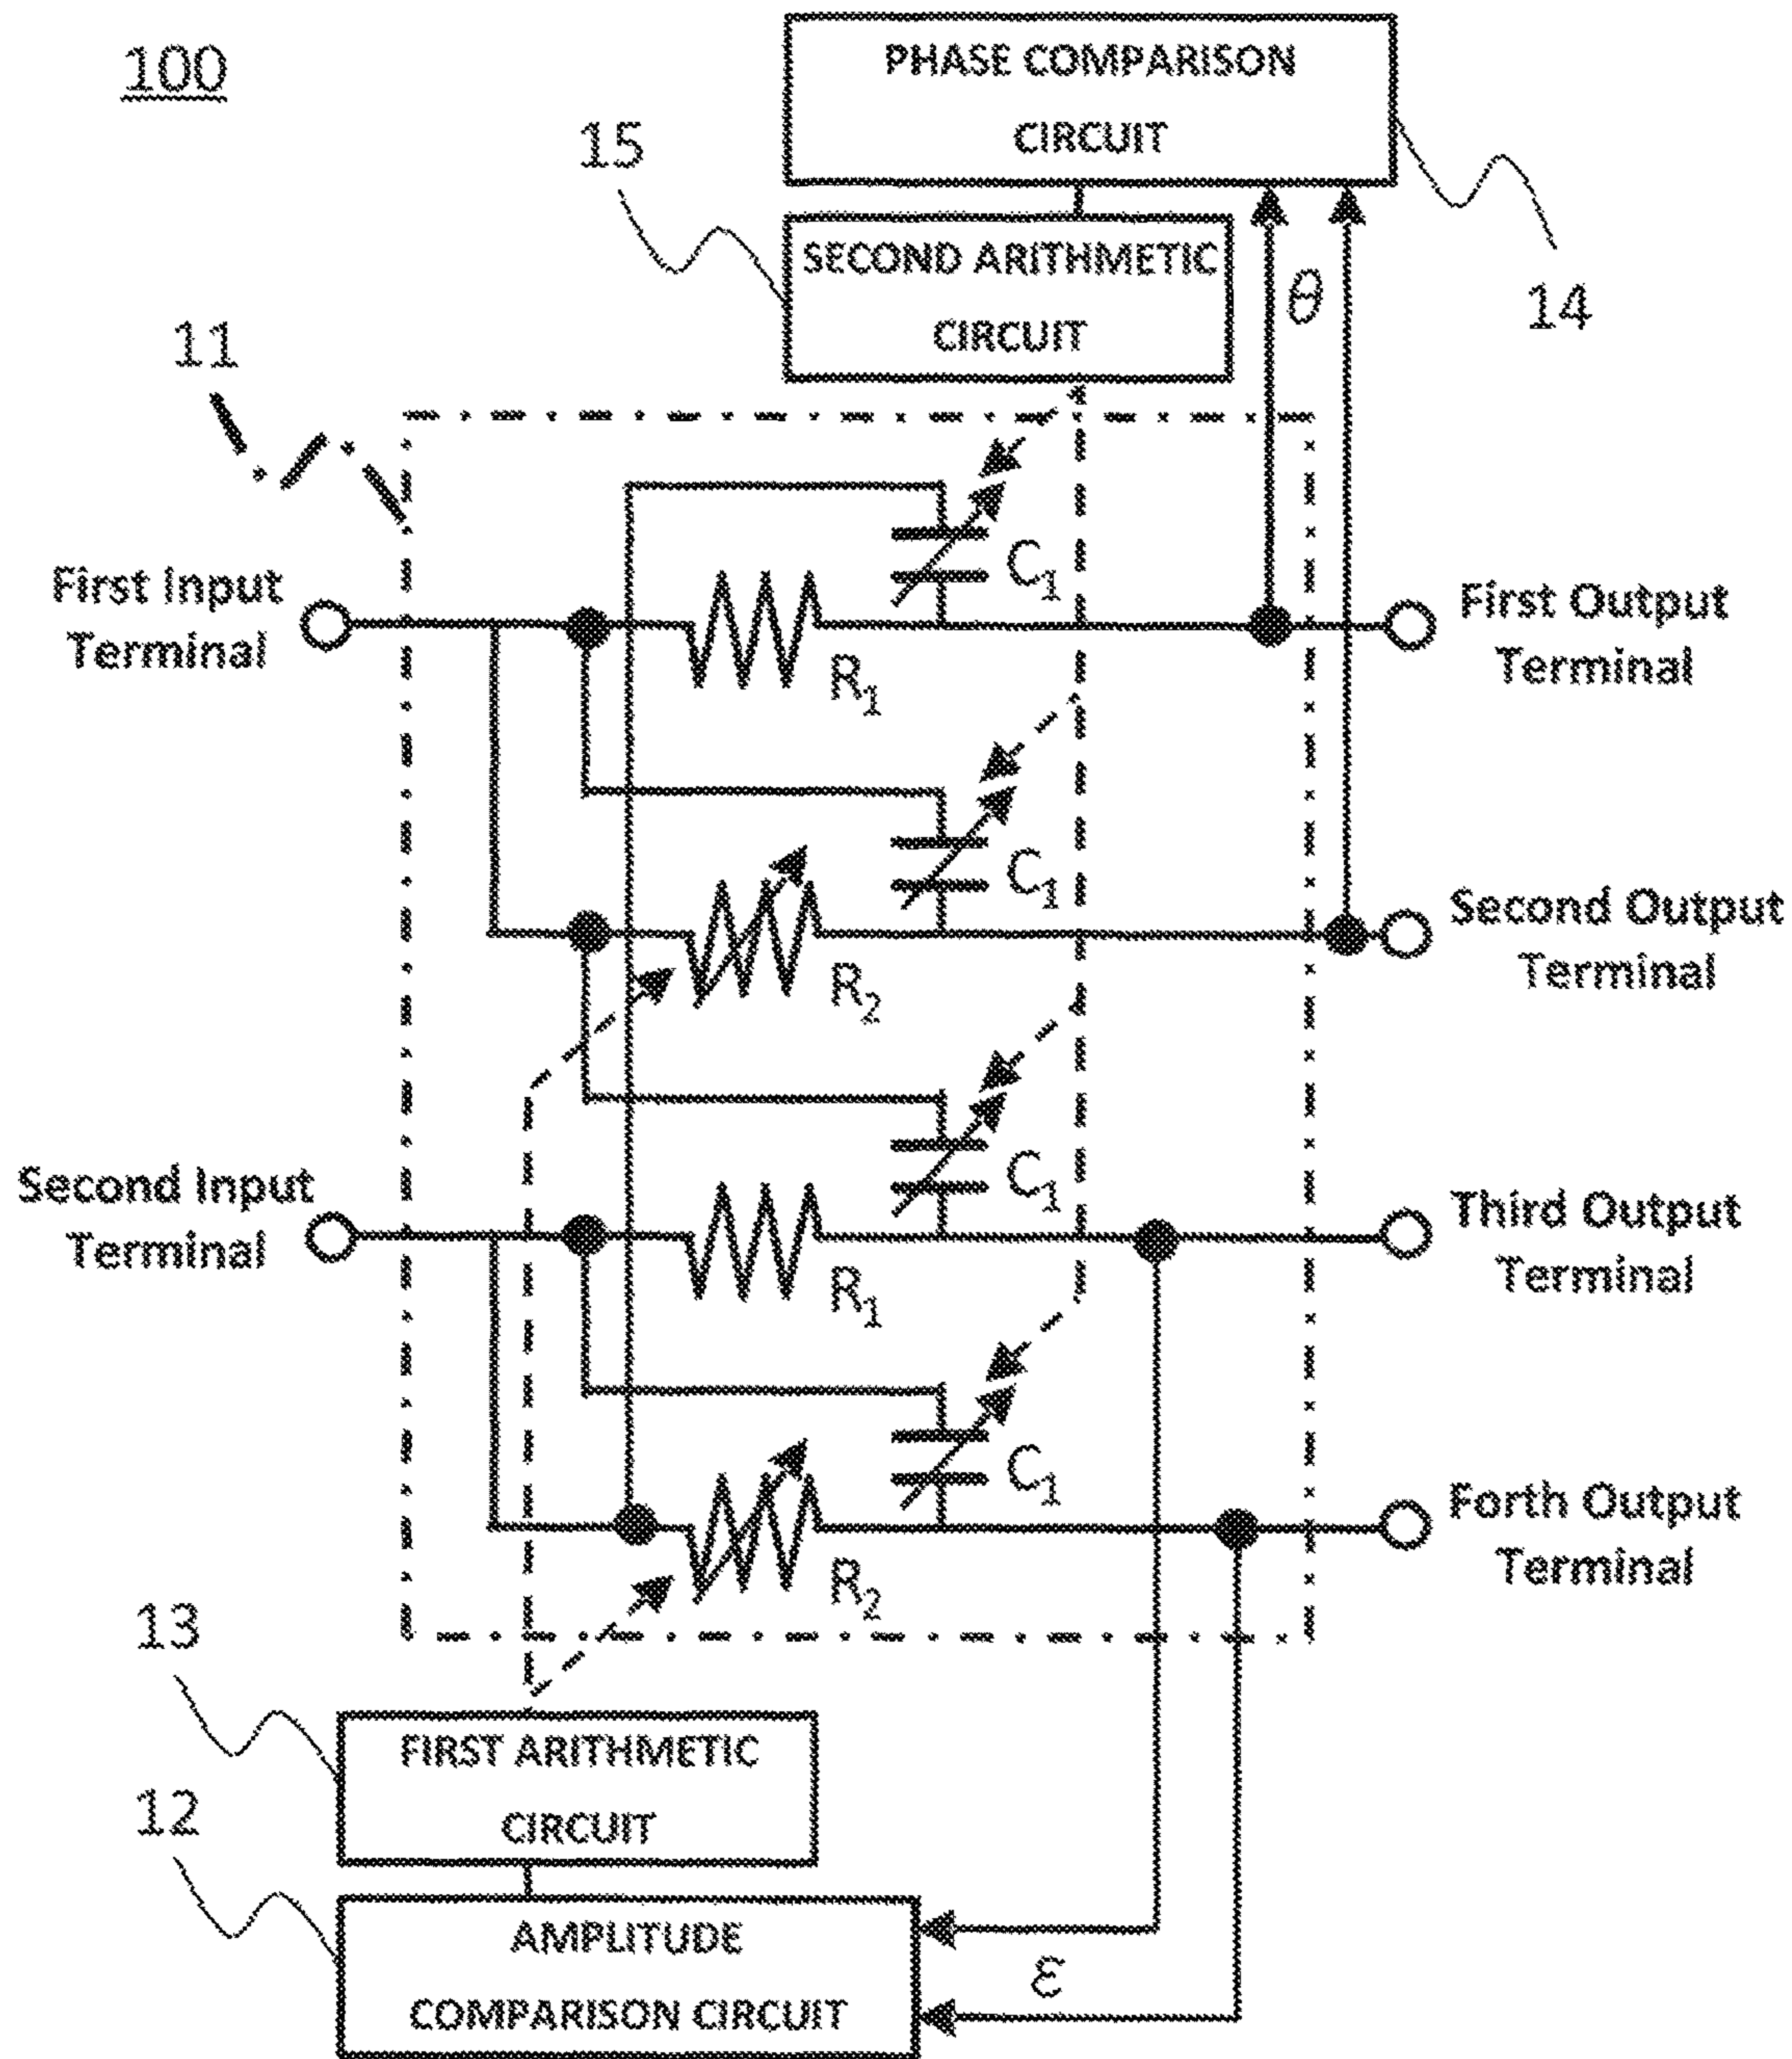 100
PHASE COMPARISON
CIRCUIT
15
SECOND ARITHMETIC
CIRCUIT
θ
14
11
First Input
Terminal
C1
R1
First Output
Terminal
C1
R2
Second Output
Terminal
Second Input
Terminal
C1
R1
Third Output
Terminal
C1
R2
Forth Output
Terminal
13
FIRST ARITHMETIC
CIRCUIT
12
AMPLITUDE
COMPARISON CIRCUIT
ε